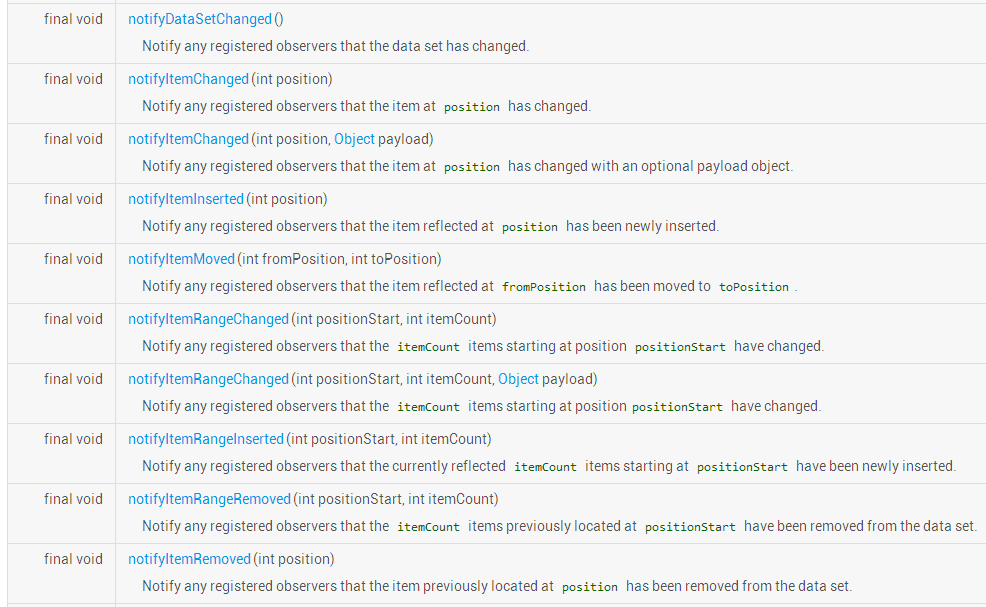 final void notifyDataSetChanged()
Notify any registered observers that the data set has changed.
final void notifyItemChanged(int position)
Notify any registered observers that the item at position has changed.
final void notifyItemChanged(int position, Object payload)
Notify any registered observers that the item at position has changed with an optional payload object.
final void notifyItemInserted(int position)
Notify any registered observers that the item reflected at position has been newly inserted.
final void notifyItemMoved(int fromPosition, int toPosition)
Notify any registered observers that the item reflected at fromPosition has been moved to toPosition .
final void notifyItemRangeChanged(int positionStart, int itemCount)
Notify any registered observers that the itemCount items starting at position positionStart have changed.
final void notifyItemRangeChanged(int positionStart, int itemCount, Object payload)
Notify any registered observers that the itemCount items starting at position positionStart have changed.
final void notifyItemRangeInserted(int positionStart, int itemCount)
Notify any registered observers that the currently reflected itemCount items starting at positionStart have been newly inserted.
final void notifyItemRangeRemoved(int positionStart, int itemCount)
Notify any registered observers that the itemCount items previously located at positionStart have been removed from the data set.
final void notifyItemRemoved(int position)
Notify any registered observers that the item previously located at position has been removed from the data set.